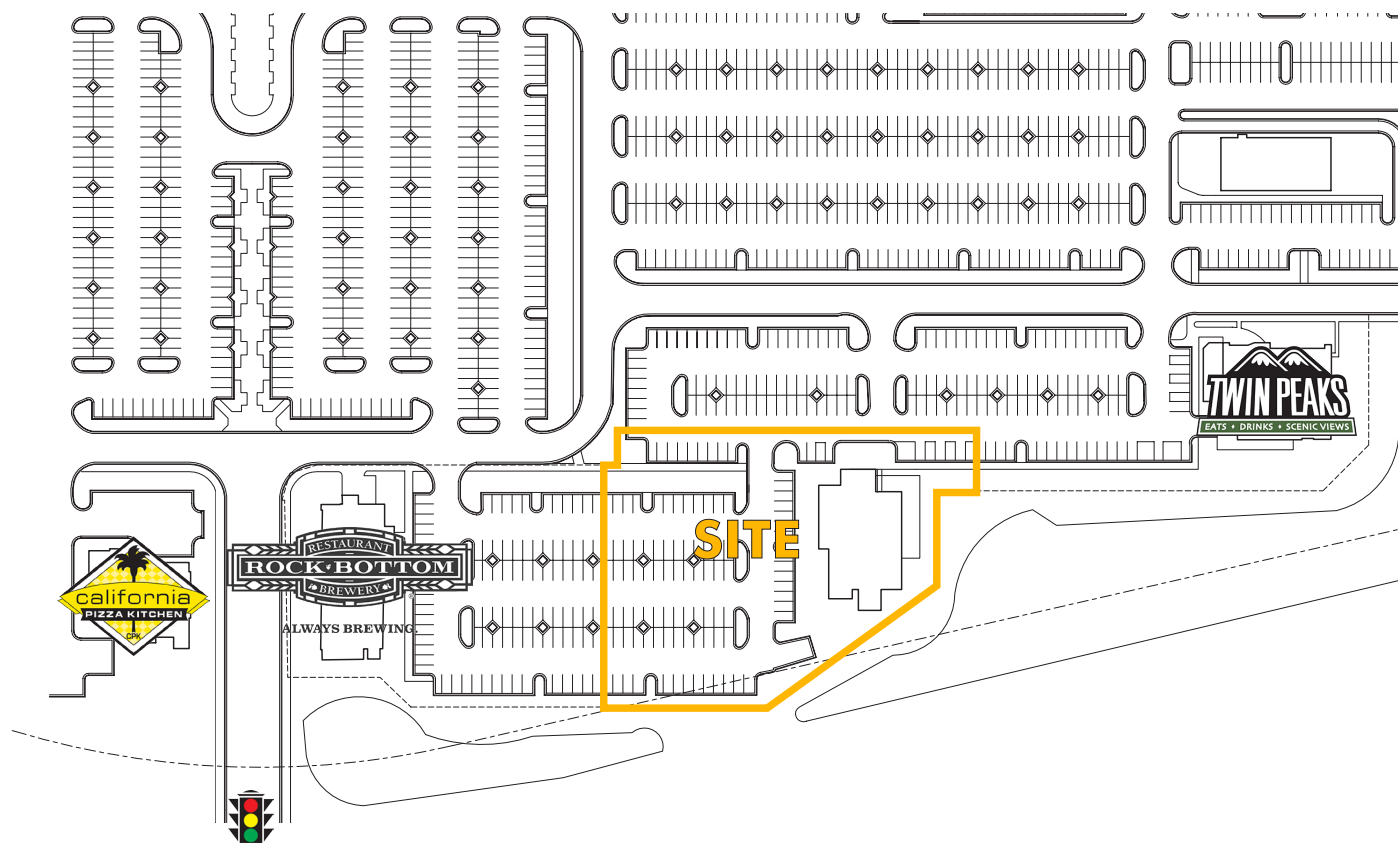 TWIN PEAKS
EATS • DRINKS • SCENIC VIEWS
SITE
RESTAURANT
ROCK BOTTOM
BREWERY
®
ALWAYS BREWING.
california
PIZZA KITCHEN
CPK